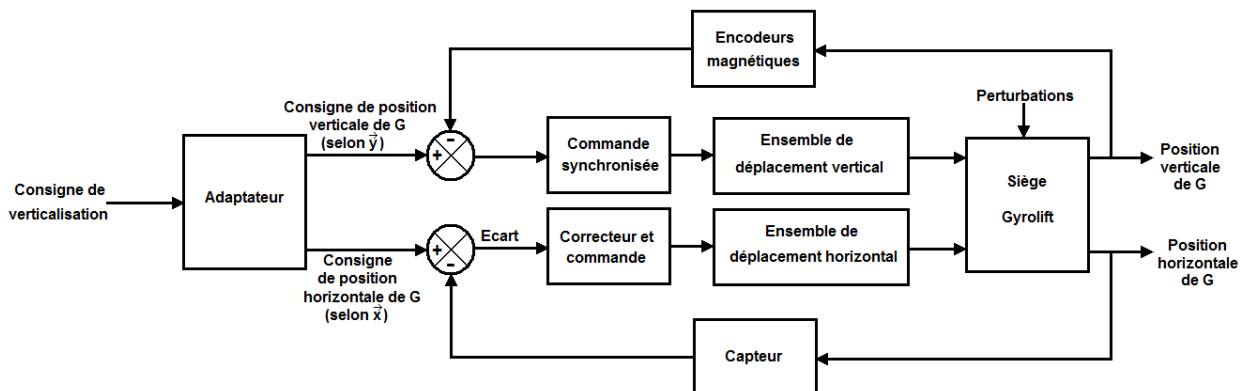 Encodeurs
magnétiques
Consigne de position
verticale de G
(selon y⃗)
Perturbations
-
+
Commande
synchronisée
Ensemble de
déplacement vertical
Position
verticale
de G
Consigne de
verticalisation
Adaptateur
Siège
Gyrolift
+
-
Ecart
Correcteur et
commande
Ensemble de
déplacement horizontal
Position
horizontale
de G
Consigne
de position
horizontale de G
(selon x⃗)
Capteur